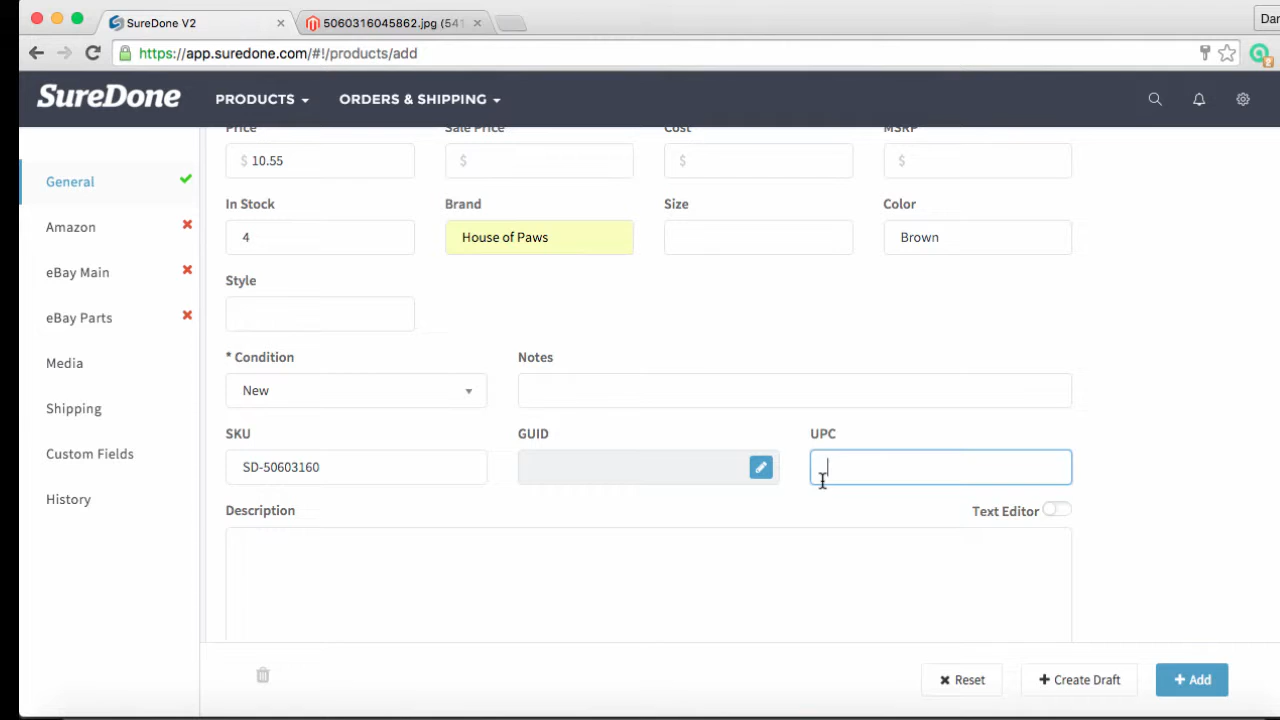 SureDone V2
5060316045862.jpg (541
Dar
https://app.suredone.com/#!/products/add
SureDone
PRODUCTS
ORDERS & SHIPPING
Price
Sale Price
Cost
MSRP
$ 10.55
$
$
$
General
In Stock
Brand
Size
Color
Amazon
4
House of Paws
Brown
eBay Main
Style
eBay Parts
* Condition
Notes
Media
New
Shipping
SKU
GUID
UPC
Custom Fields
SD-50603160
History
Description
Text Editor
Reset
Create Draft
Add